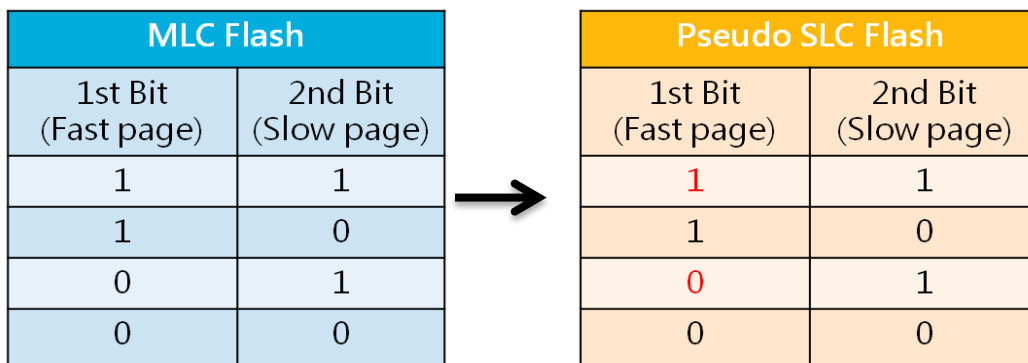 MLC Flash
1st Bit (Fast page) 2nd Bit (Slow page)
1 1
1 0
0 1
0 0
Pseudo SLC Flash
1st Bit (Fast page) 2nd Bit (Slow page)
1 1
1 0
0 1
0 0